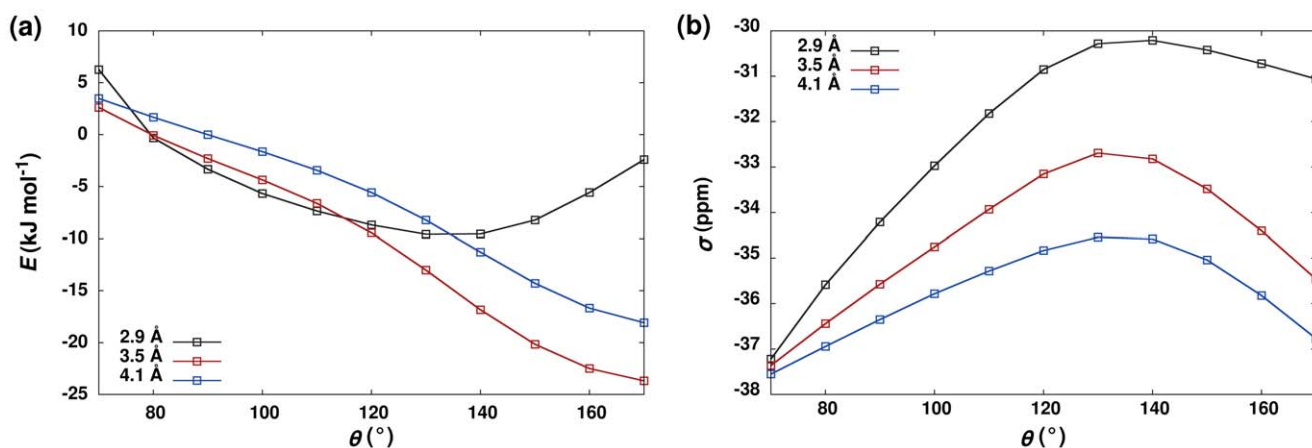 (a)
10
5
0
-5
-10
-15
-20
-25
E (kJ mol⁻¹)
2.9 Å
3.5 Å
4.1 Å
80 100 120 140 160
θ (°)
(b)
-30
-31
-32
-33
-34
-35
-36
-37
-38
σ (ppm)
2.9 Å
3.5 Å
4.1 Å
80 100 120 140 160
θ (°)